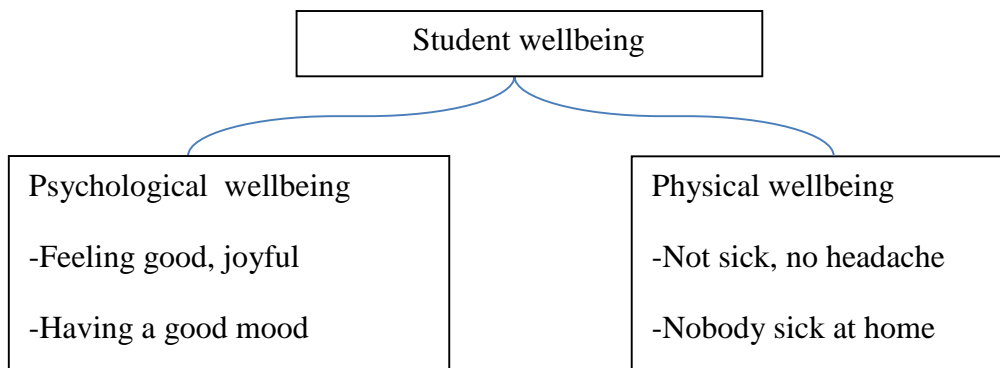 Student wellbeing
Psychological  wellbeing
-Feeling good, joyful
-Having a good mood
Physical wellbeing
-Not sick, no headache
-Nobody sick at home